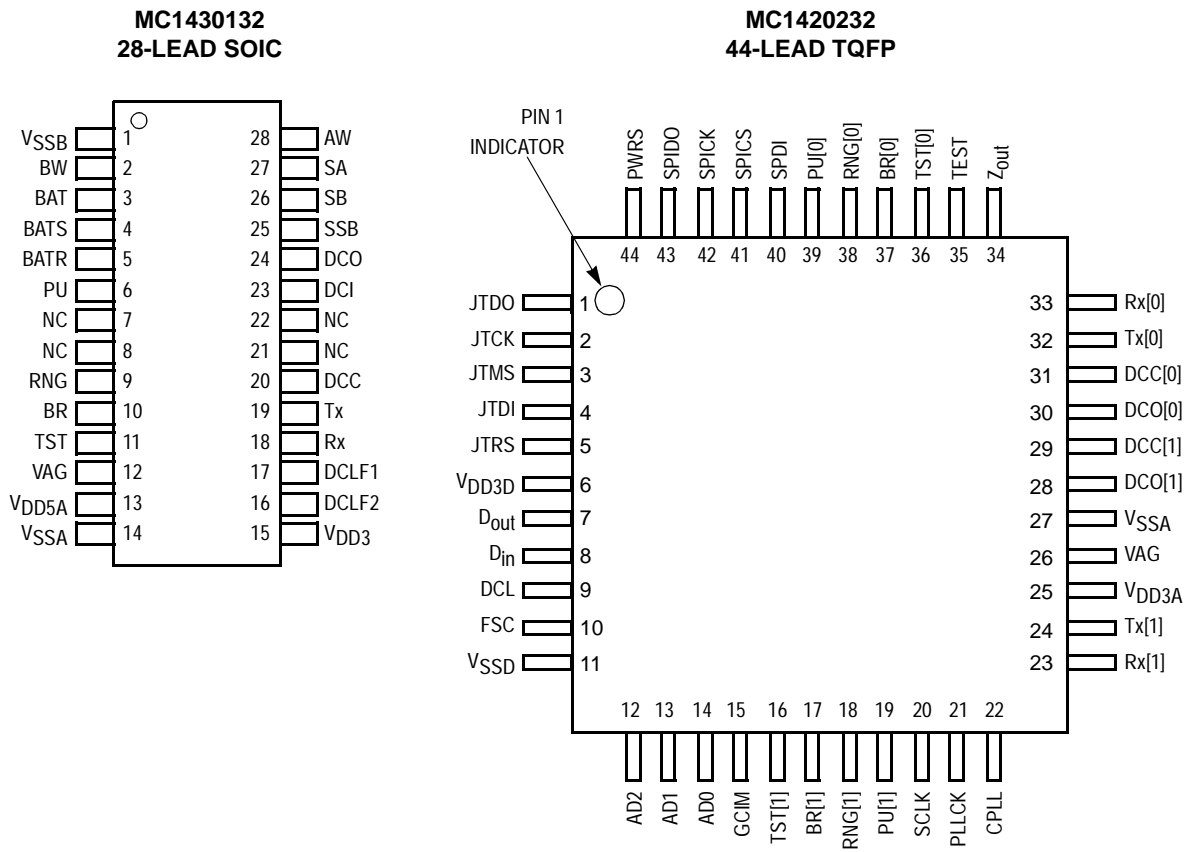 MC1430132
28-LEAD SOIC
VSSB 1 28 AW
BW 2 27 SA
BAT 3 26 SB
BATS 4 25 SSB
BATR 5 24 DCO
PU 6 23 DCI
NC 7 22 NC
NC 8 21 NC
RNG 9 20 DCC
BR 10 19 Tx
TST 11 18 Rx
VAG 12 17 DCLF1
VDD5A 13 16 DCLF2
VSSA 14 15 VDD3
MC1420232
44-LEAD TQFP
PIN 1
INDICATOR
PWRS SPIDO SPICK SPICS SPDI PU[0] RNG[0] BR[0] TST[0] TEST Zout
44 43 42 41 40 39 38 37 36 35 34
JTDO 1 33 Rx[0]
JTCK 2 32 Tx[0]
JTMS 3 31 DCC[0]
JTDI 4 30 DCO[0]
JTRS 5 29 DCC[1]
VDD3D 6 28 DCO[1]
Dout 7 27 VSSA
Din 8 26 VAG
DCL 9 25 VDD3A
FSC 10 24 Tx[1]
VSSD 11 23 Rx[1]
12 13 14 15 16 17 18 19 20 21 22
AD2 AD1 AD0 GCIM TST[1] BR[1] RNG[1] PU[1] SCLK PLLCK CPLL